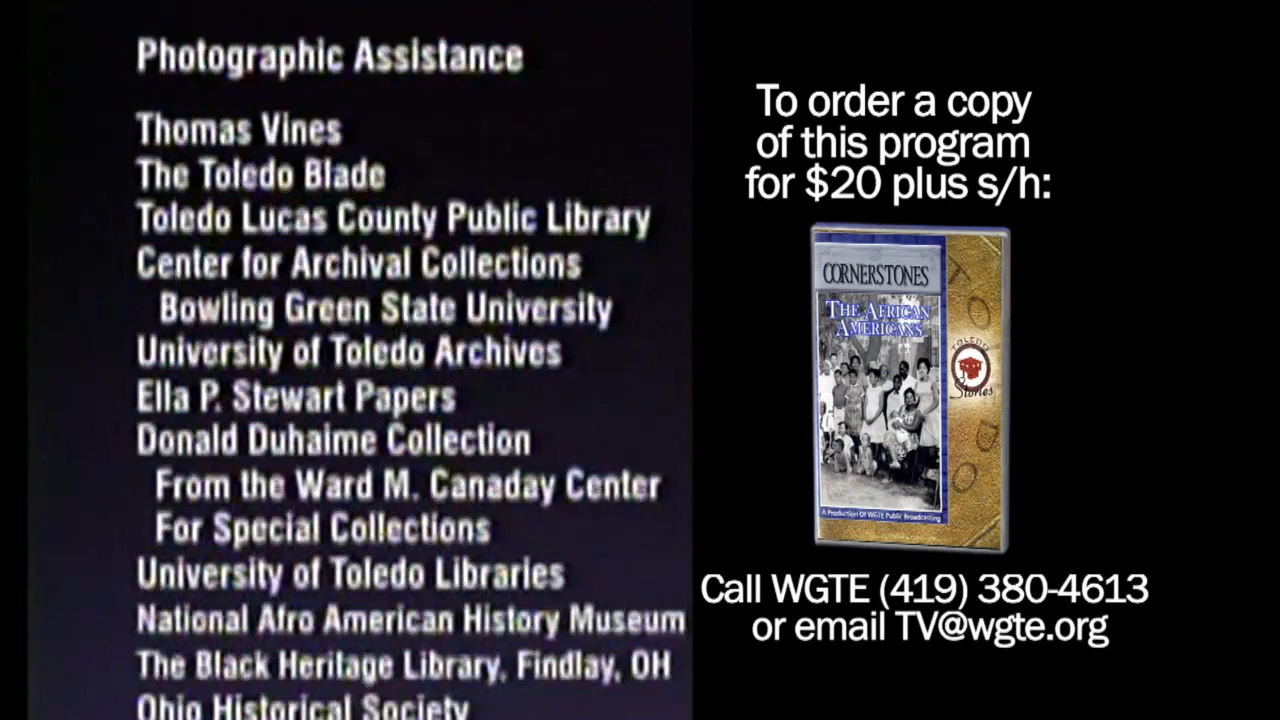 Photographic Assistance
Thomas Vines
The Toledo Blade
Toledo Lucas County Public Library
Center for Archival Collections
Bowling Green State University
University of Toledo Archives
Ella P. Stewart Papers
Donald Duhaime Collection
From the Ward M. Canaday Center
For Special Collections
University of Toledo Libraries
National Afro American History Museum
The Black Heritage Library, Findlay, OH
Ohio Historical Society
To order a copy
of this program
for $20 plus s/h:
CORNERSTONES
THE AFRICAN
AMERICANS
A Production Of WGTE Public Broadcasting
TOLEDO
Stories
Call WGTE (419) 380-4613
or email TV@wgte.org